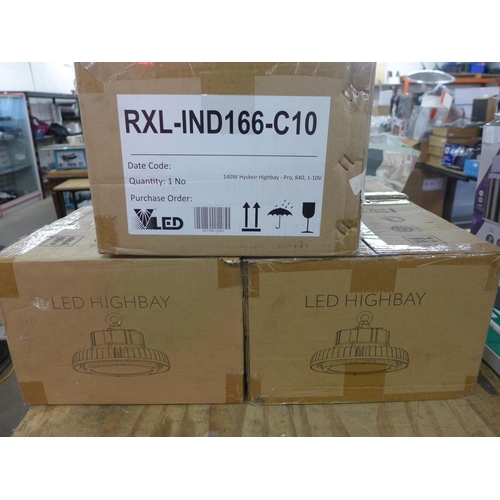 RXL-IND166-C10
Date Code:
Quantity: 1 No
140W Hyskeir Highbay - Pro, 840, 1-10V
Purchase Order:
LED
LED HIGHBAY
LED HIGHBAY